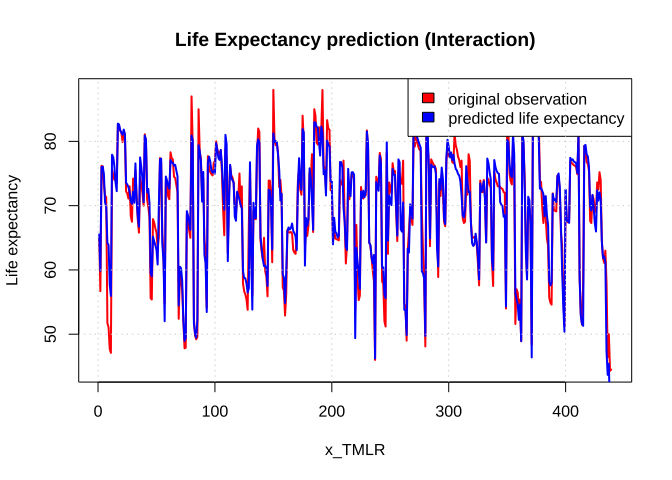 Life Expectancy prediction (Interaction)
original observation
predicted life expectancy
Life expectancy
80
70
60
50
0 100 200 300 400
x_TMLR